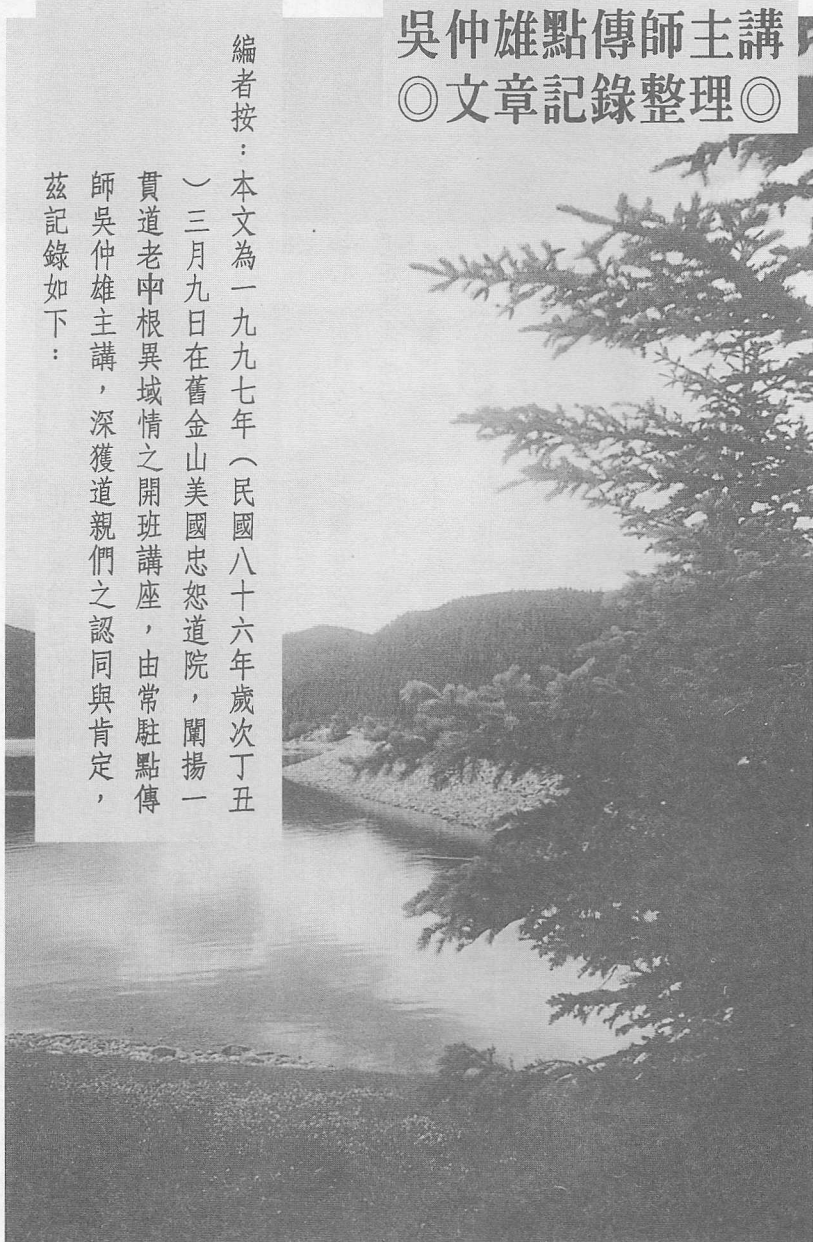 吳仲雄點傳師主講
◎文章記錄整理◎
編者按：本文為一九九七年（民國八十六年歲次丁丑
）三月九日在舊金山美國忠恕道院，闡揚一
貫道老𠁩根異域情之開班講座，由常駐點傳
師吳仲雄主講，深獲道親們之認同與肯定，
茲記錄如下：